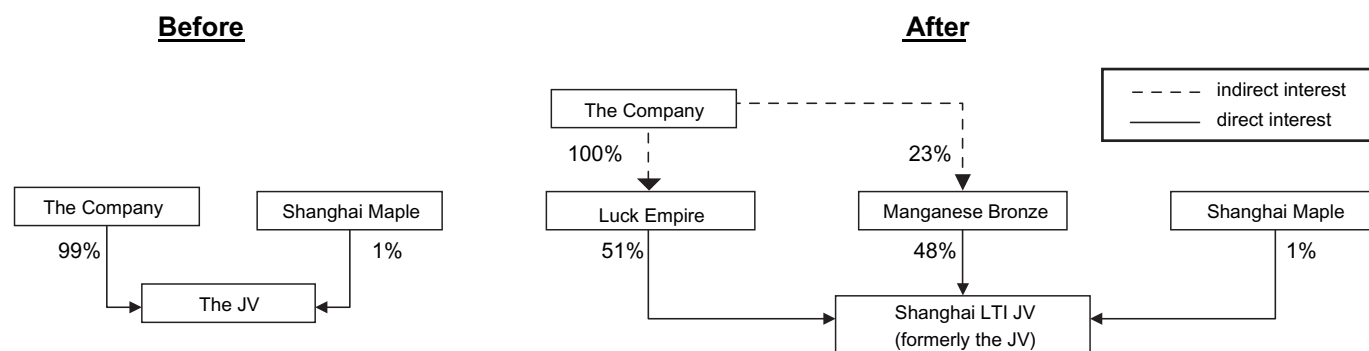 Before
The Company
Shanghai Maple
99%
1%
The JV
After
indirect interest
direct interest
The Company
100%
23%
Luck Empire
Manganese Bronze
Shanghai Maple
51%
48%
1%
Shanghai LTI JV
(formerly the JV)